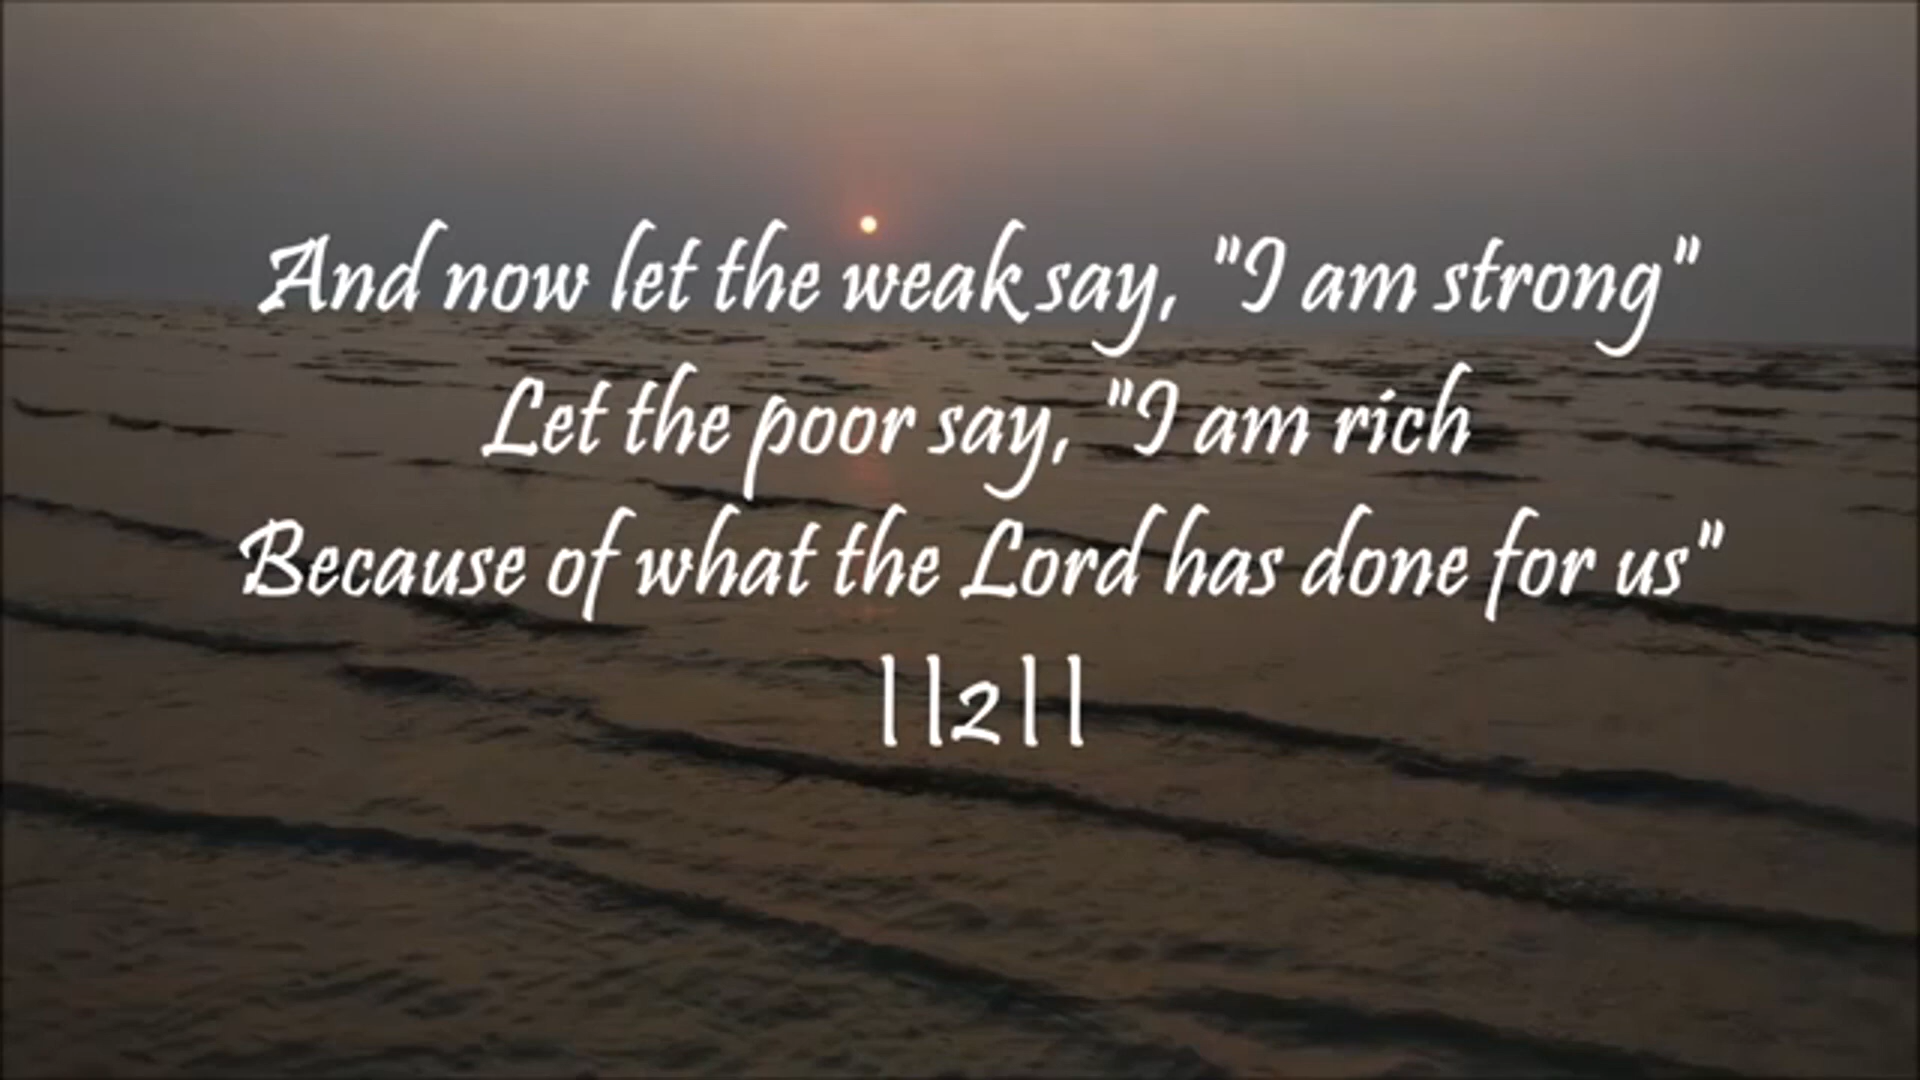 And now let the weak say, "I am strong"
Let the poor say, "I am rich
Because of what the Lord has done for us"
||2||